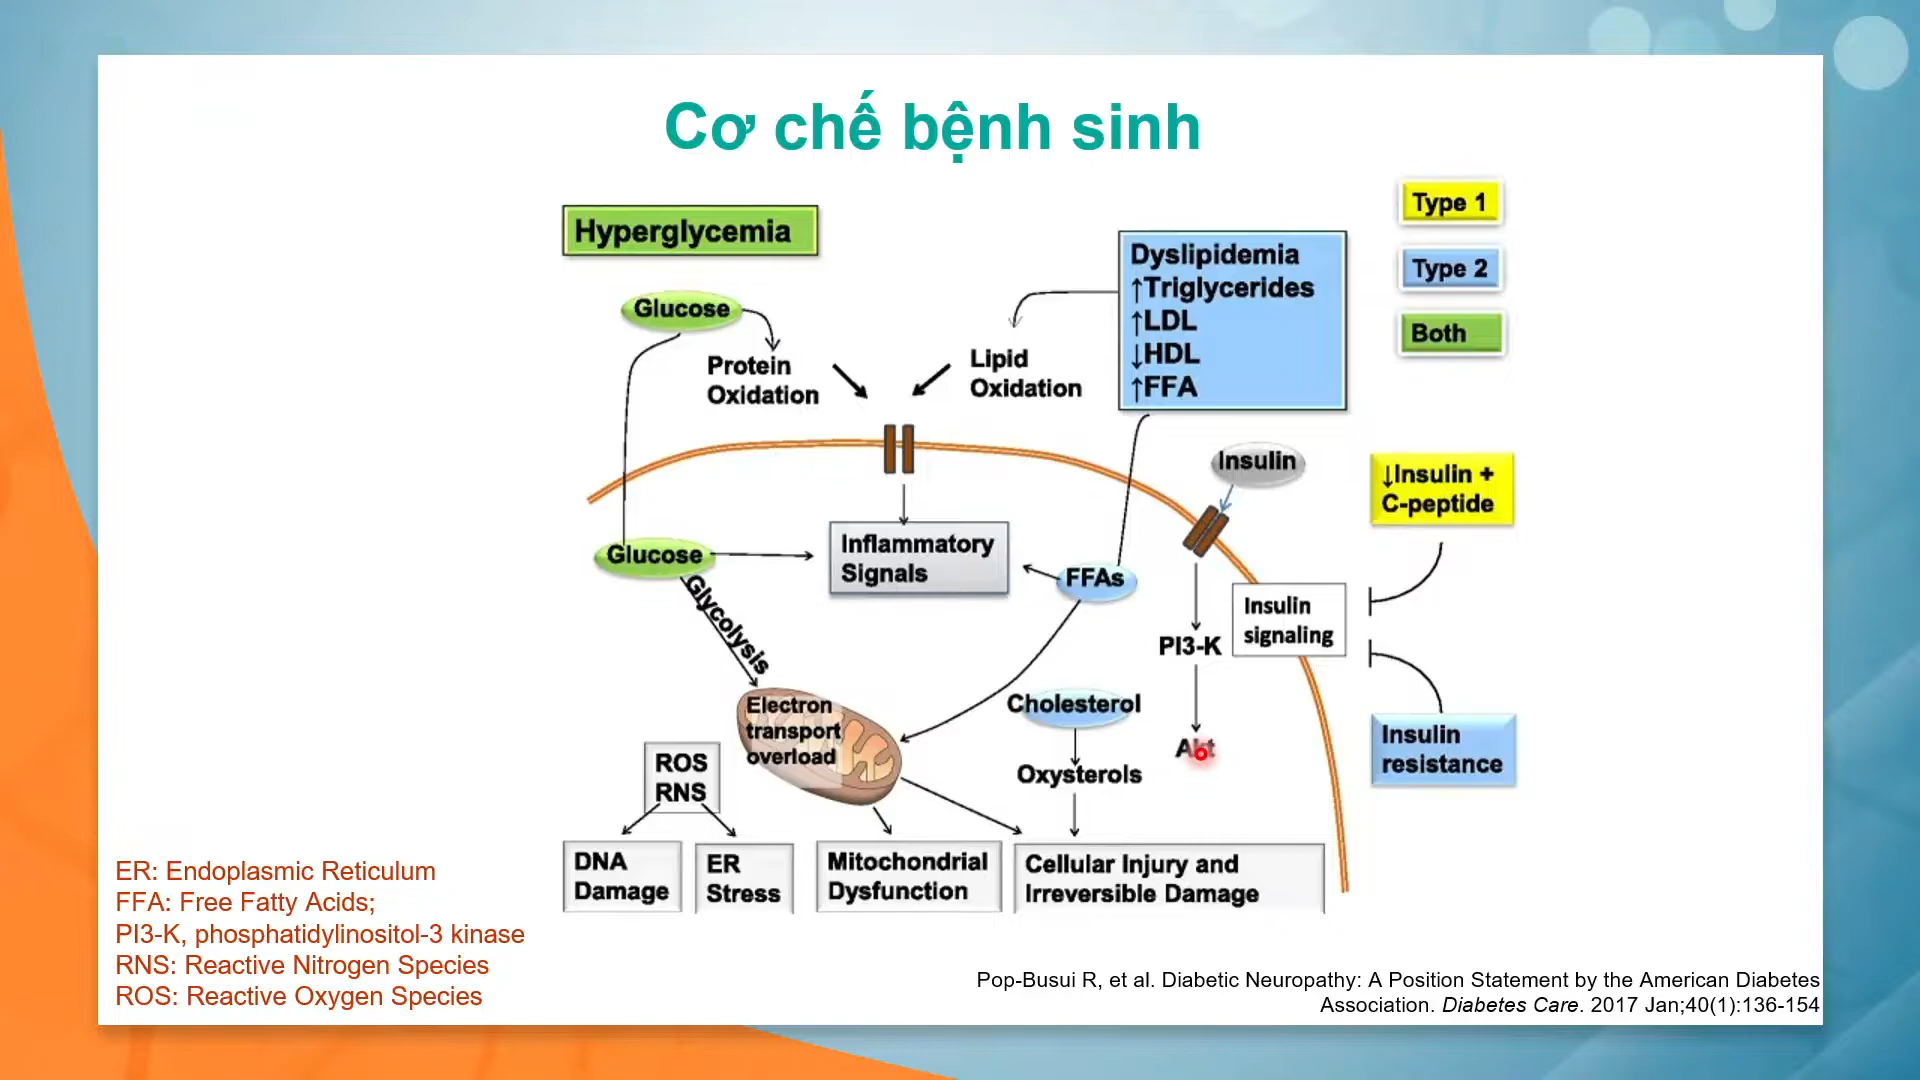 Cơ chế bệnh sinh
Type 1
Type 2
Both
Hyperglycemia
Glucose
Protein
Oxidation
Lipid
Oxidation
Dyslipidemia
↑Triglycerides
↑LDL
↓HDL
↑FFA
Insulin
↓Insulin +
C-peptide
Glucose
Inflammatory
Signals
FFAs
Glycolysis
Insulin
signaling
PI3-K
Electron
transport
overload
Cholesterol
Oxysterols
Akt
Insulin
resistance
ROS
RNS
DNA
Damage
ER
Stress
Mitochondrial
Dysfunction
Cellular Injury and
Irreversible Damage
ER: Endoplasmic Reticulum
FFA: Free Fatty Acids;
PI3-K, phosphatidylinositol-3 kinase
RNS: Reactive Nitrogen Species
ROS: Reactive Oxygen Species
Pop-Busui R, et al. Diabetic Neuropathy: A Position Statement by the American Diabetes
Association. Diabetes Care. 2017 Jan;40(1):136-154